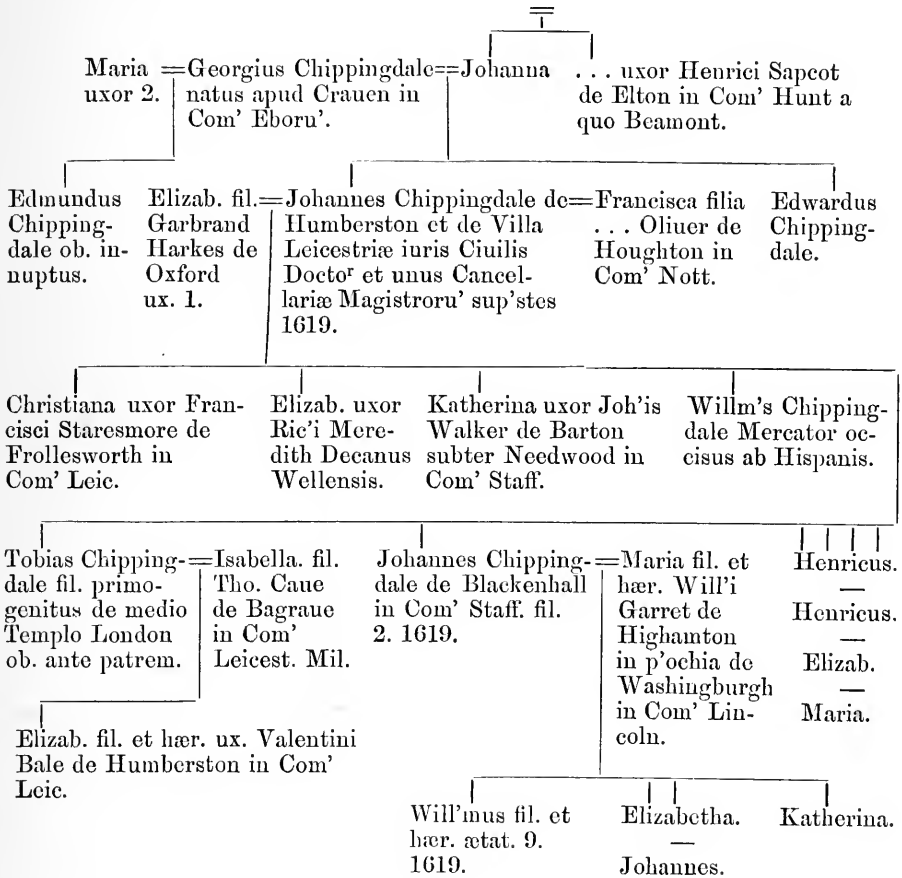 Maria =Georgius Chippingdale==Johanna . . . uxor Henrici Sapcot
uxor 2. natus apud Crauen in de Elton in Com' Hunt a
Com' Eboru'. quo Beamont.
Edmundus Elizab. fil.=Johannes Chippingdale de=Francisca filia Edwardus
Chipping- Garbrand Humberston et de Villa . . . Oliuer de Chipping-
dale ob. in- Harkes de Leicestriæ iuris Ciuilis Houghton in dale.
nuptus. Oxford Doctor et unus Cancel- Com' Nott.
ux. 1. lariæ Magistroru' sup'stes
1619.
Christiana uxor Fran- Elizab. uxor Katherina uxor Joh'is Willm's Chipping-
cisci Staresmore de Ric'i Mere- Walker de Barton dale Mercator oc-
Frollesworth in dith Decanus subter Needwood in cisus ab Hispanis.
Com' Leic. Wellensis. Com' Staff.
Tobias Chipping-=Isabella. fil. Johannes Chipping-=Maria fil. et Henricus.
dale fil. primo- Tho. Caue dale de Blackenhall hær. Will'i —
genitus de medio de Bagraue in Com' Staff. fil. Garret de Henricus.
Templo London in Com' 2. 1619. Highamton —
ob. ante patrem. Leicest. Mil. in p'ochia de Elizab.
Washingburgh —
in Com' Lin- Maria.
coln.
Elizab. fil. et hær. ux. Valentini
Bale de Humberston in Com'
Leic.
Will'mus fil. et Elizabetha. Katherina.
hær. ætat. 9. —
1619. Johannes.